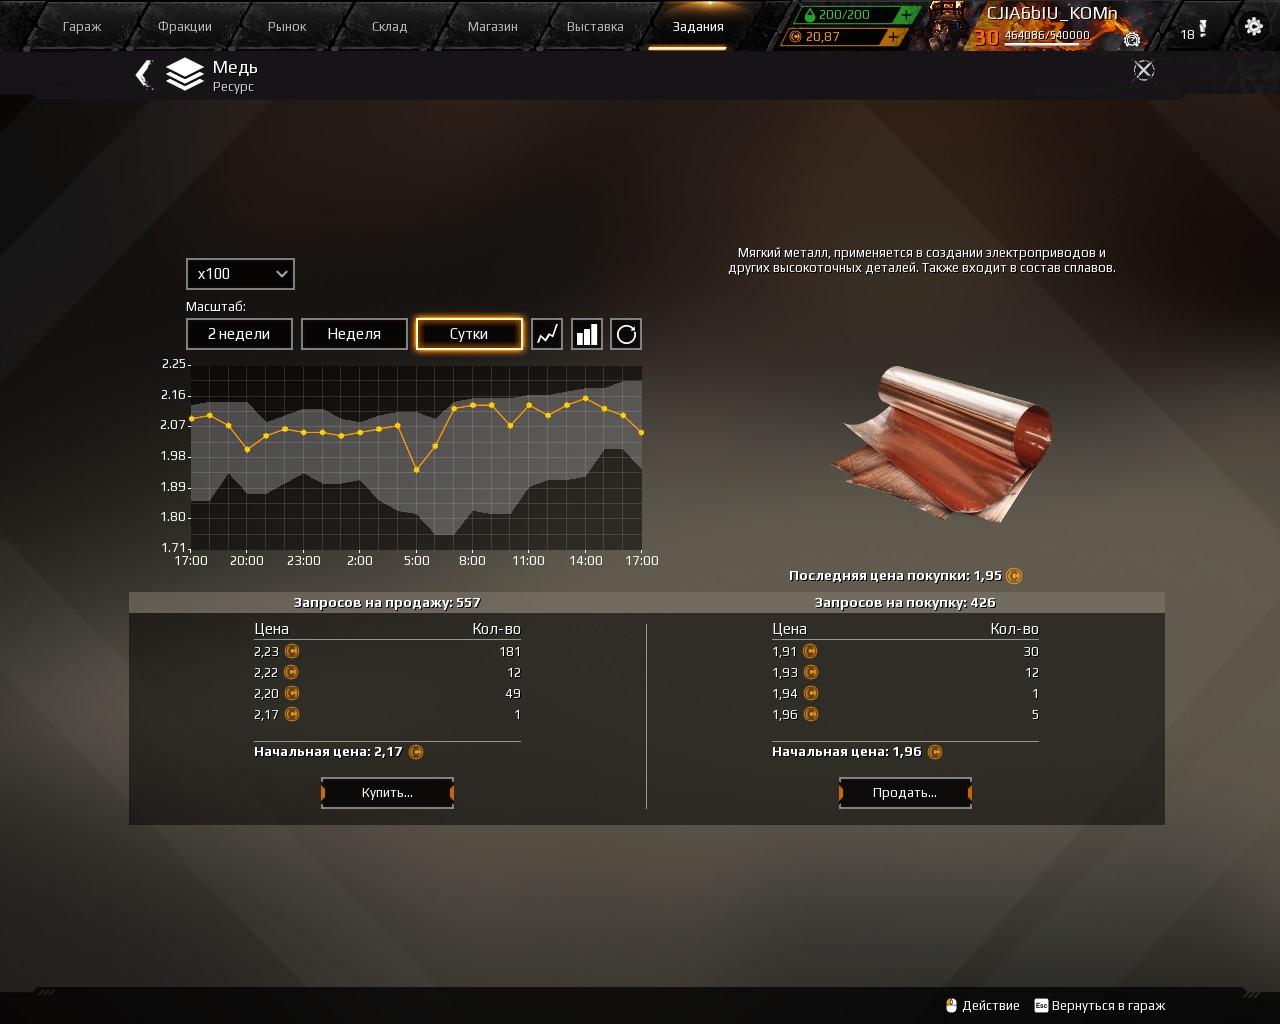 Гараж Фракции Рынок Склад Магазин Выставка Задания
200/200
20,87
CJIA6bIU_KOMn
30 464086/540000
18
Медь
Ресурс
x100
Масштаб:
2 недели Неделя Сутки
2.25
2.16
2.07
1.98
1.89
1.80
1.71
17:00 20:00 23:00 2:00 5:00 8:00 11:00 14:00 17:00
Мягкий металл, применяется в создании электроприводов и
других высокоточных деталей. Также входит в состав сплавов.
Последняя цена покупки: 1,95
Запросов на продажу: 557
Цена Кол-во
2,23 181
2,22 12
2,20 49
2,17 1
Начальная цена: 2,17
Купить...
Запросов на покупку: 426
Цена Кол-во
1,91 30
1,93 12
1,94 1
1,96 5
Начальная цена: 1,96
Продать...
Действие Esc Вернуться в гараж